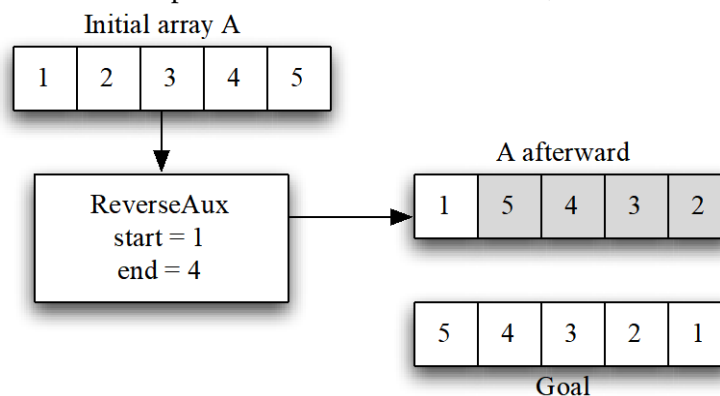 Initial array A
1 2 3 4 5
ReverseAux
start = 1
end = 4
A afterward
1 5 4 3 2
5 4 3 2 1
Goal